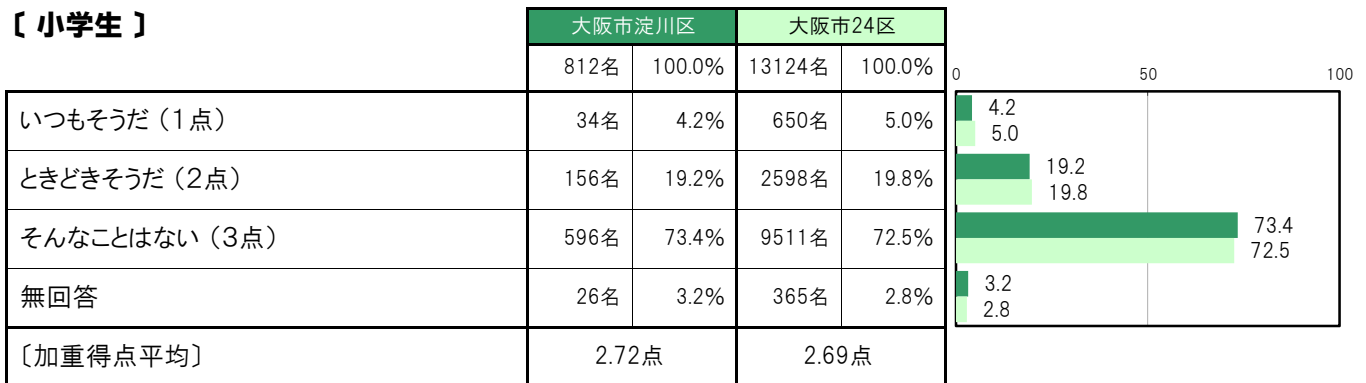 〔 小学生 〕
大阪市淀川区 大阪市24区
812名 100.0% 13124名 100.0%
0 50 100
いつもそうだ（1点） 34名 4.2% 650名 5.0%
4.2
5.0
ときどきそうだ（2点） 156名 19.2% 2598名 19.8%
19.2
19.8
そんなことはない（3点） 596名 73.4% 9511名 72.5%
73.4
72.5
無回答 26名 3.2% 365名 2.8%
3.2
2.8
〔加重得点平均〕 2.72点 2.69点